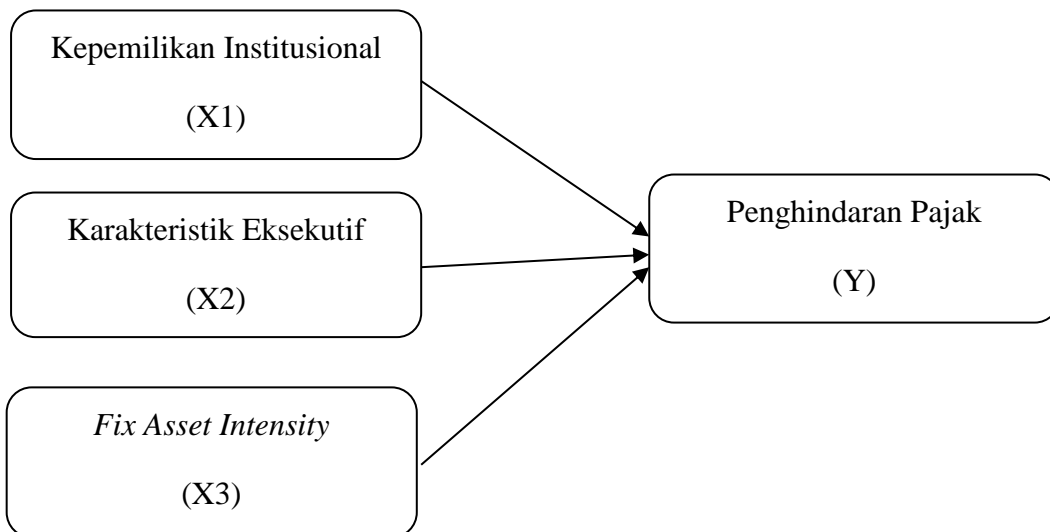 Kepemilikan Institusional
(X1)
Karakteristik Eksekutif
(X2)
Fix Asset Intensity
(X3)
Penghindaran Pajak
(Y)